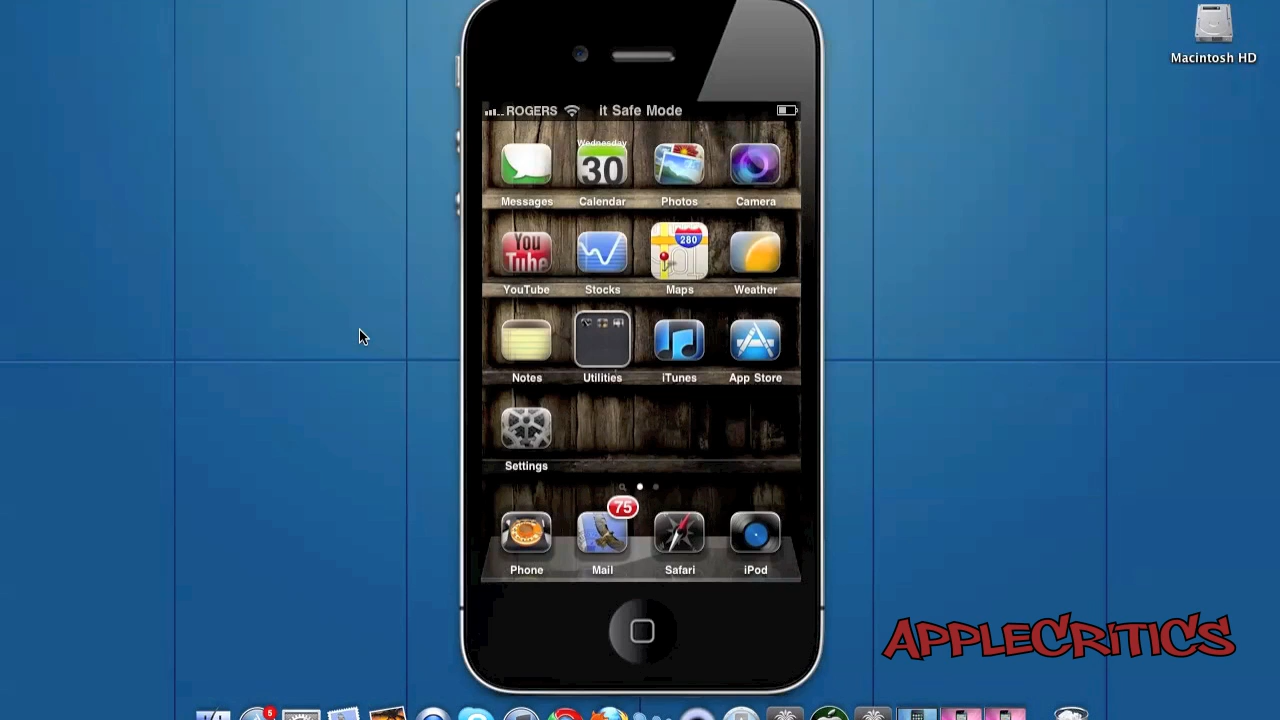 Macintosh HD
ROGERS it Safe Mode
Wednesday
30
Messages Calendar Photos Camera
You Tube
280
YouTube Stocks Maps Weather
Notes Utilities iTunes App Store
Settings
75
Phone Mail Safari iPod
APPLECRITICS
5